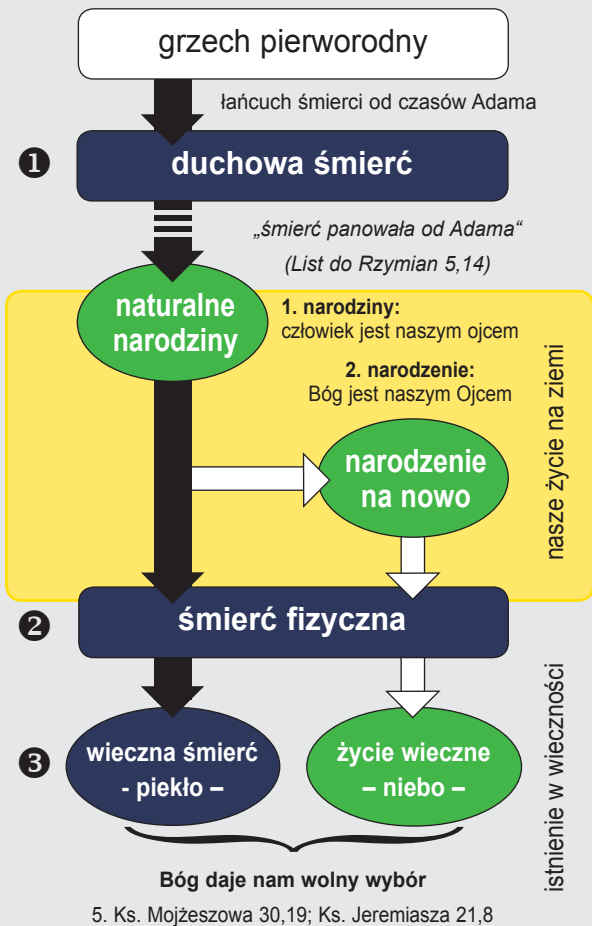 grzech pierworodny
łańcuch śmierci od czasów Adama
❶
duchowa śmierć
„śmierć panowała od Adama“
(List do Rzymian 5,14)
naturalne
narodziny
1. narodziny:
człowiek jest naszym ojcem
2. narodzenie:
Bóg jest naszym Ojcem
narodzenie
na nowo
nasze życie na ziemi
❷
śmierć fizyczna
❸
wieczna śmierć
- piekło –
życie wieczne
– niebo –
istnienie w wieczności
Bóg daje nam wolny wybór
5. Ks. Mojżeszowa 30,19; Ks. Jeremiasza 21,8